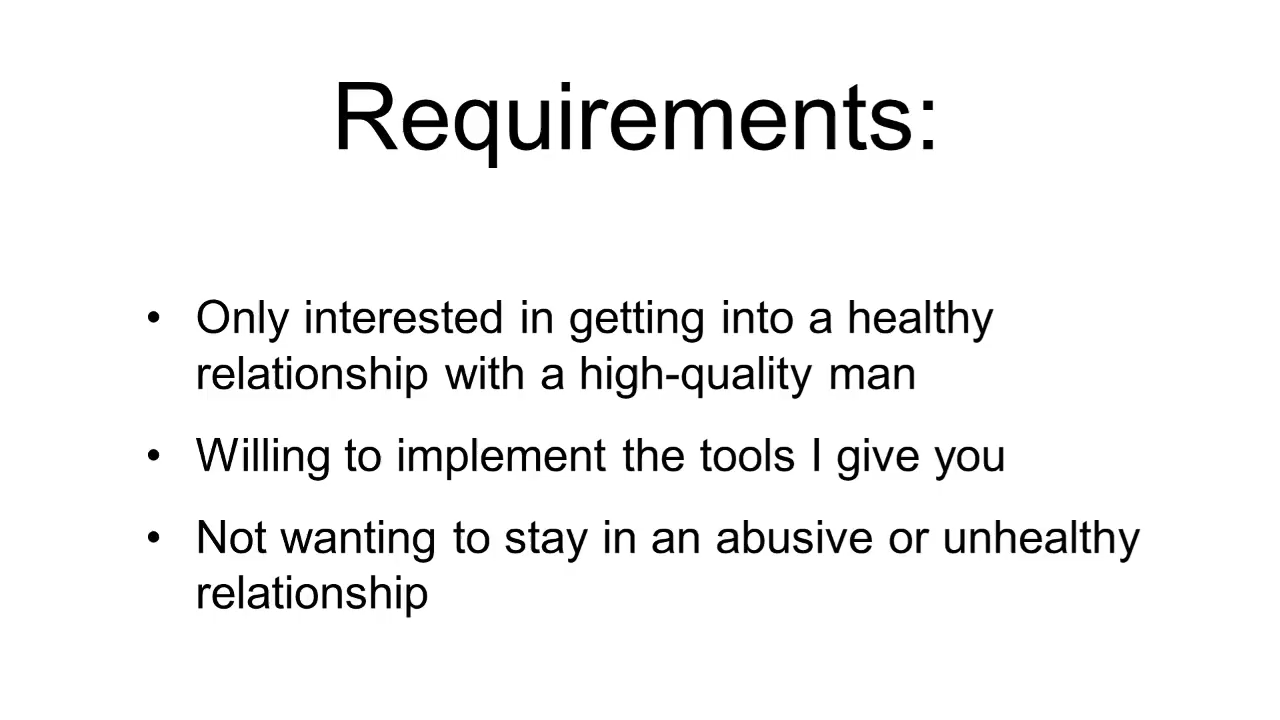 Requirements:
• Only interested in getting into a healthy
relationship with a high-quality man
• Willing to implement the tools I give you
• Not wanting to stay in an abusive or unhealthy
relationship